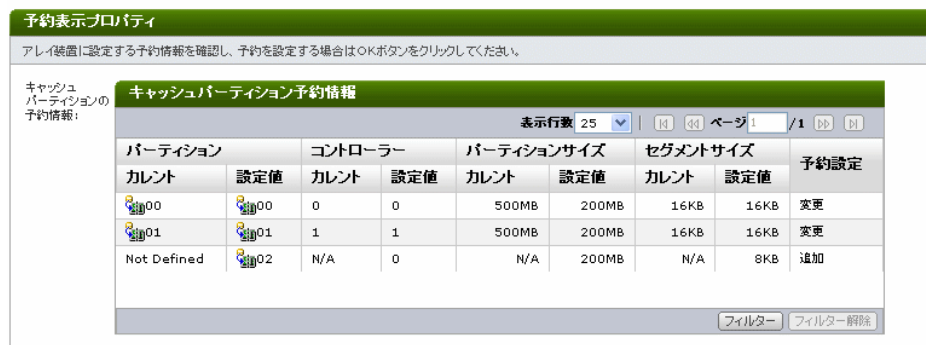 予約表示プロパティ
アレイ装置に設定する予約情報を確認し、予約を設定する場合はOKボタンをクリックしてください。
キャッシュ
パーティションの
予約情報:
キャッシュパーティション予約情報
表示行数 25 ページ 1 /1
パーティション コントローラー パーティションサイズ セグメントサイズ 予約設定
カレント 設定値 カレント 設定値 カレント 設定値 カレント 設定値
00 00 0 0 500MB 200MB 16KB 16KB 変更
01 01 1 1 500MB 200MB 16KB 16KB 変更
Not Defined 02 N/A 0 N/A 200MB N/A 8KB 追加
フィルター フィルター解除